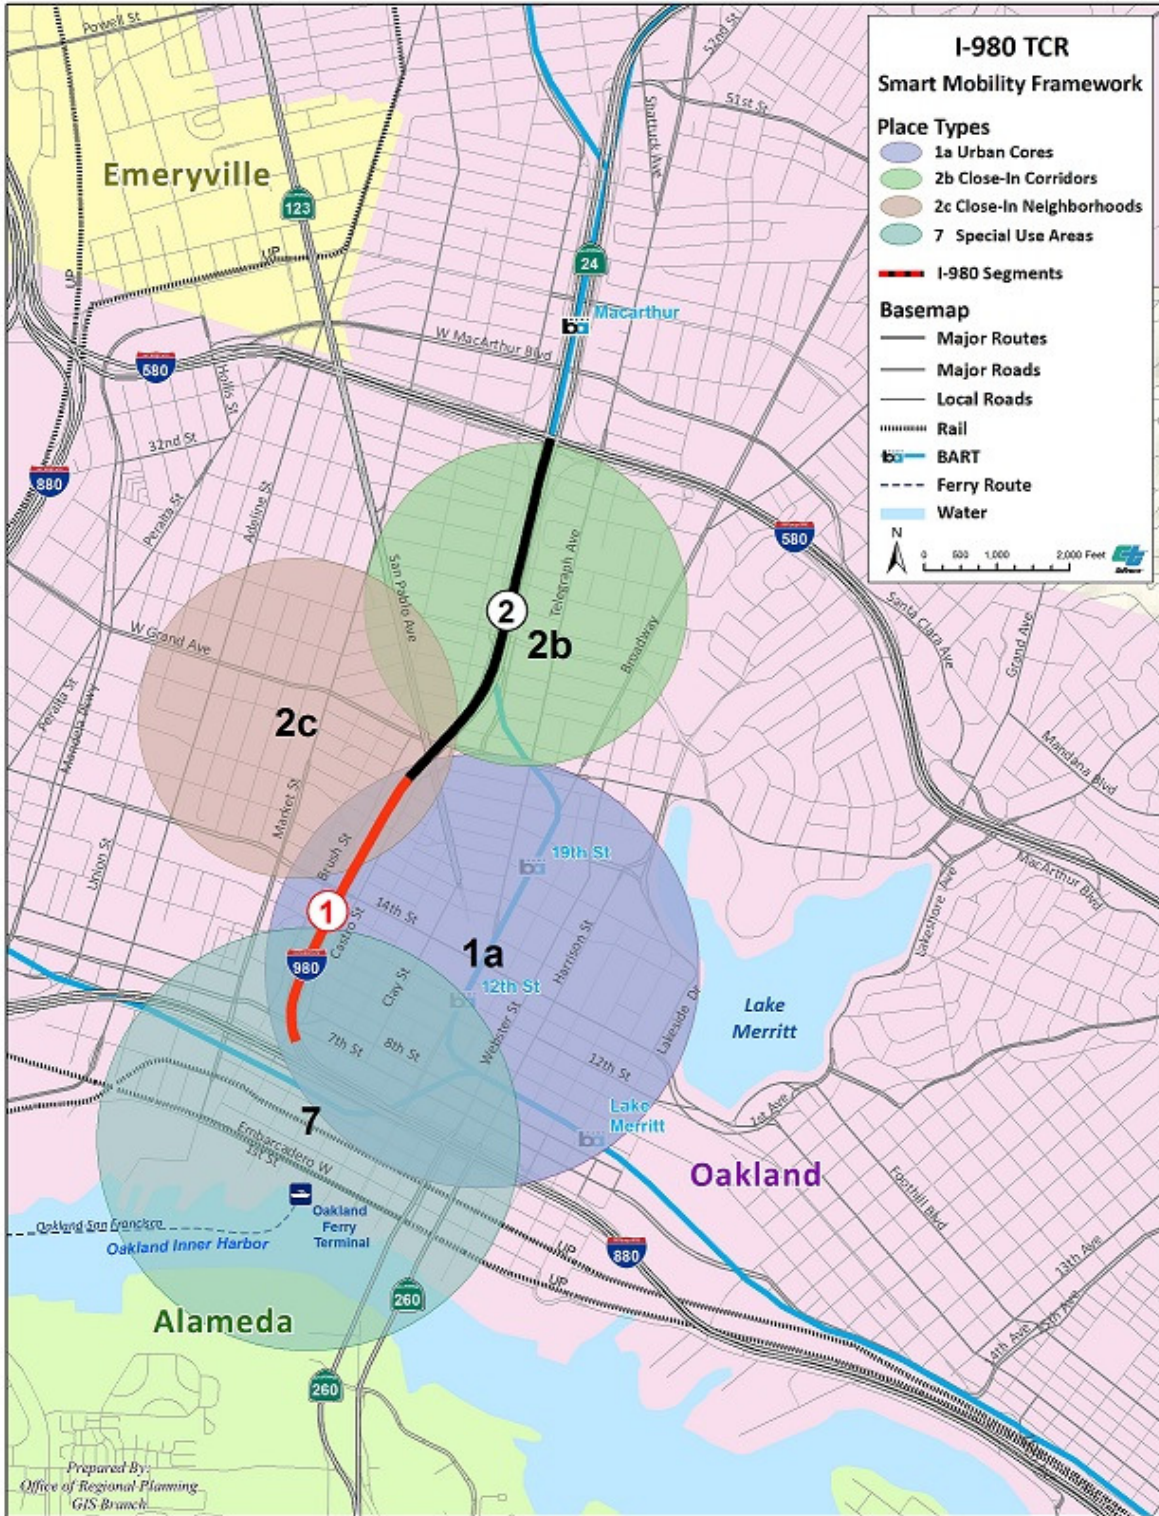 I-980 TCR
Smart Mobility Framework
Place Types
1a Urban Cores
2b Close-In Corridors
2c Close-In Neighborhoods
7 Special Use Areas
I-980 Segments
Basemap
Major Routes
Major Roads
Local Roads
Rail
BART
Ferry Route
Water
N
0 500 1,000 2,000 Feet
Powell St
52nd St
51st St
Shattuck Ave
Emeryville
123
UP
UP
24
Macarthur
W MacArthur Blvd
580
Hollis St
32nd St
880
Peralta St
Adeline St
580
San Pablo Ave
Telegraph Ave
2
2b
Broadway
Santa Clara Ave
Grand Ave
W Grand Ave
Peralta St
Mandela Pkwy
2c
Mandana Blvd
Market St
Union St
Brush St
19th St
MacArthur Blvd
1
14th St
Castro St
980
Clay St
1a
12th St
Harrison St
Webster St
Lakeside Dr
Lakeshore Ave
Lake
Merritt
7th St
8th St
12th St
1st Ave
7
Lake
Merritt
Embarcadero W
1st St
Oakland
Foothill Blvd
Oakland
Ferry
Terminal
Oakland-San Francisco
Oakland Inner Harbor
UP
UP
880
13th Ave
15th Ave
14th Ave
260
Alameda
260
Prepared By:
Office of Regional Planning
GIS Branch